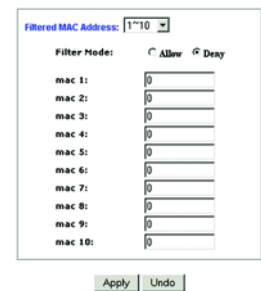 Filtered MAC Address: 1~10
Filter Mode: Allow Deny
mac 1: 0
mac 2: 0
mac 3: 0
mac 4: 0
mac 5: 0
mac 6: 0
mac 7: 0
mac 8: 0
mac 9: 0
mac 10: 0
Apply Undo